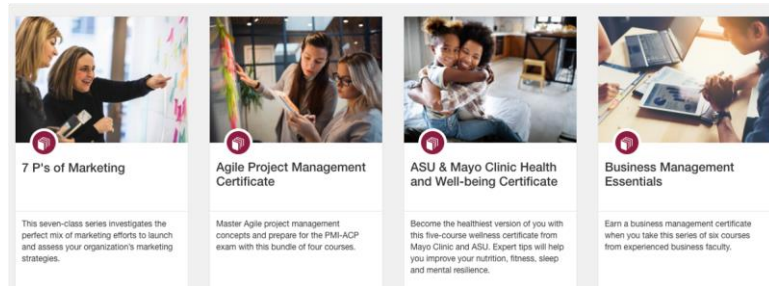 7 P's of Marketing
This seven-class series investigates the
perfect mix of marketing efforts to launch
and assess your organization's marketing
strategies.
Agile Project Management
Certificate
Master Agile project management
concepts and prepare for the PMI-ACP
exam with this bundle of four courses.
ASU & Mayo Clinic Health
and Well-being Certificate
Become the healthiest version of you with
this five-course wellness certificate from
Mayo Clinic and ASU. Expert tips will help
you improve your nutrition, fitness, sleep
and mental resilience.
Business Management
Essentials
Earn a business management certificate
when you take this series of six courses
from experienced business faculty.